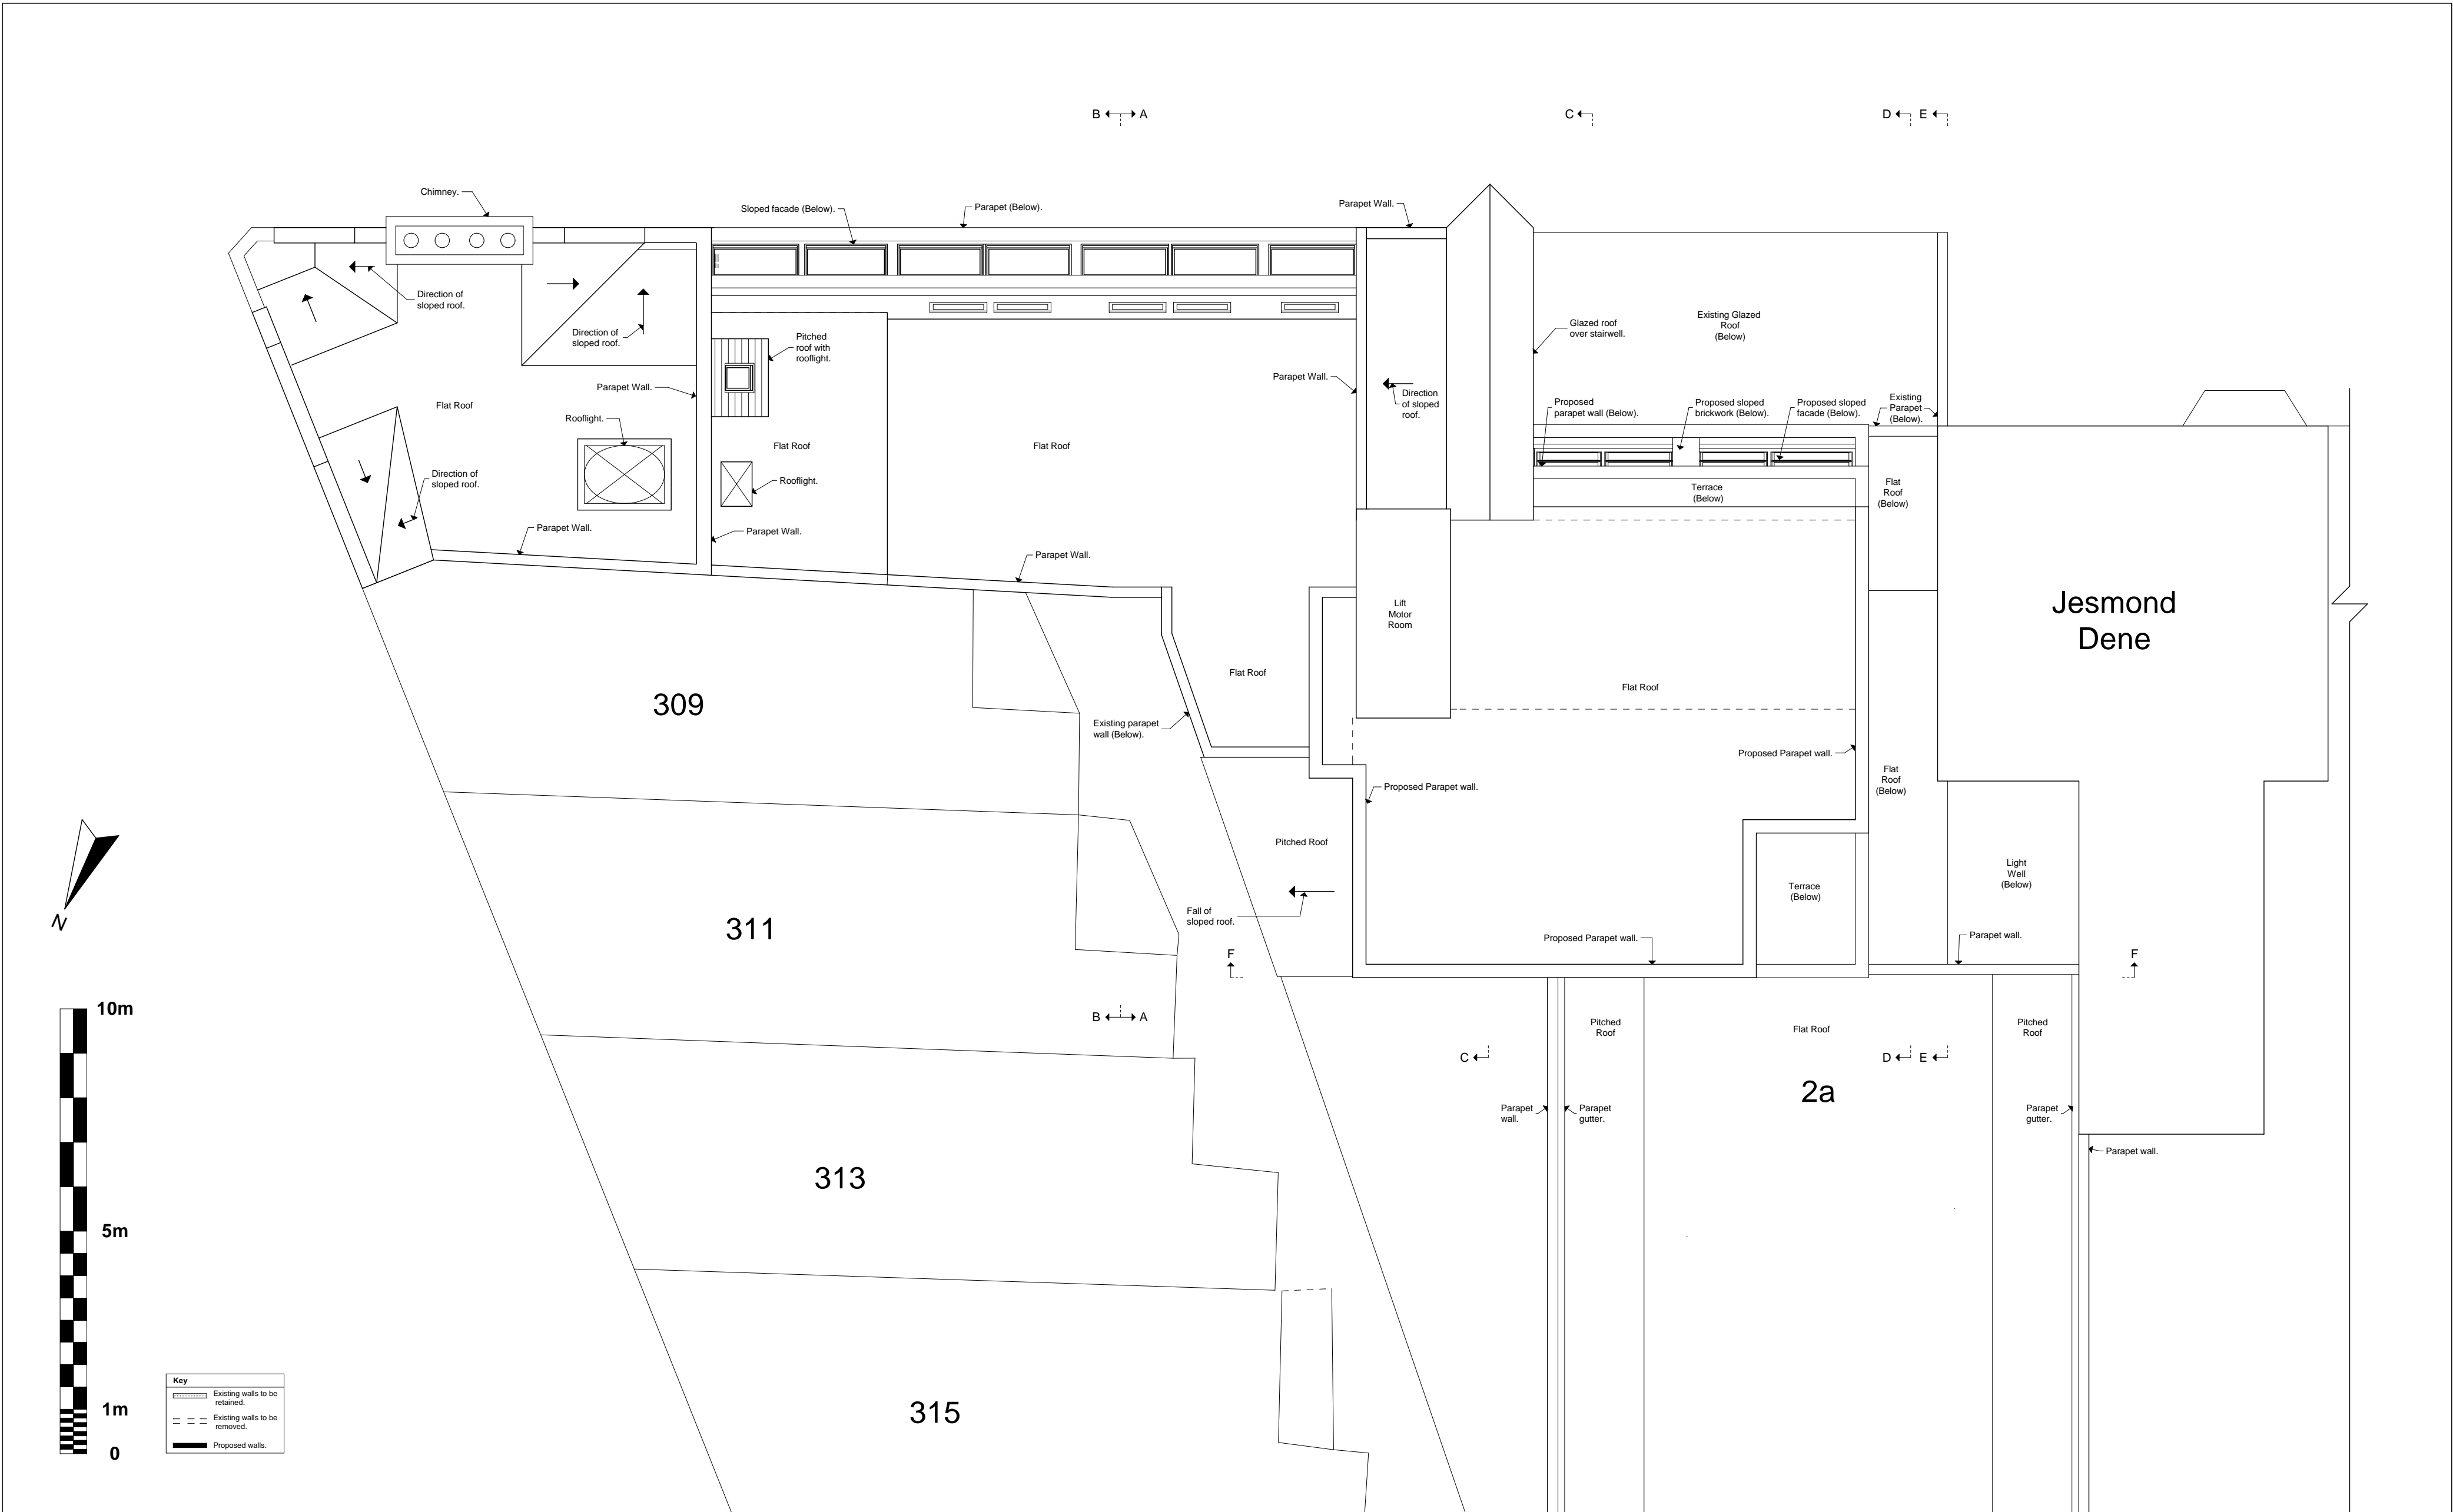 B
A
C
D
E
Chimney.
Sloped facade (Below).
Parapet (Below).
Parapet Wall.
Direction of
sloped roof.
Direction of
sloped roof.
Pitched
roof with
rooflight.
Glazed roof
over stairwell.
Existing Glazed
Roof
(Below)
Parapet Wall.
Parapet Wall.
Direction
of sloped
roof.
Flat Roof
Rooflight.
Proposed
parapet wall (Below).
Proposed sloped
brickwork (Below).
Proposed sloped
facade (Below).
Existing
Parapet
(Below).
Flat Roof
Flat Roof
Direction of
sloped roof.
Rooflight.
Terrace
(Below)
Flat
Roof
(Below)
Parapet Wall.
Parapet Wall.
Parapet Wall.
Lift
Motor
Room
Jesmond
Dene
Flat Roof
Flat Roof
309
Existing parapet
wall (Below).
Proposed Parapet wall.
Proposed Parapet wall.
Flat
Roof
(Below)
Pitched Roof
Light
Well
(Below)
Terrace
(Below)
N
311
Fall of
sloped roof.
Proposed Parapet wall.
Parapet wall.
F
F
B
A
C
D
E
Pitched
Roof
Flat Roof
Pitched
Roof
2a
Parapet
wall.
Parapet
gutter.
Parapet
gutter.
Parapet wall.
313
315
10m
5m
1m
0
Key
Existing walls to be
retained.
Existing walls to be
removed.
Proposed walls.